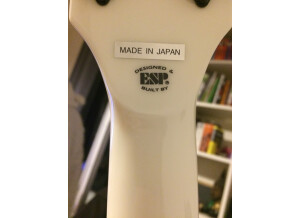 MADE IN JAPAN
DESIGNED &
ESP®
BUILT BY